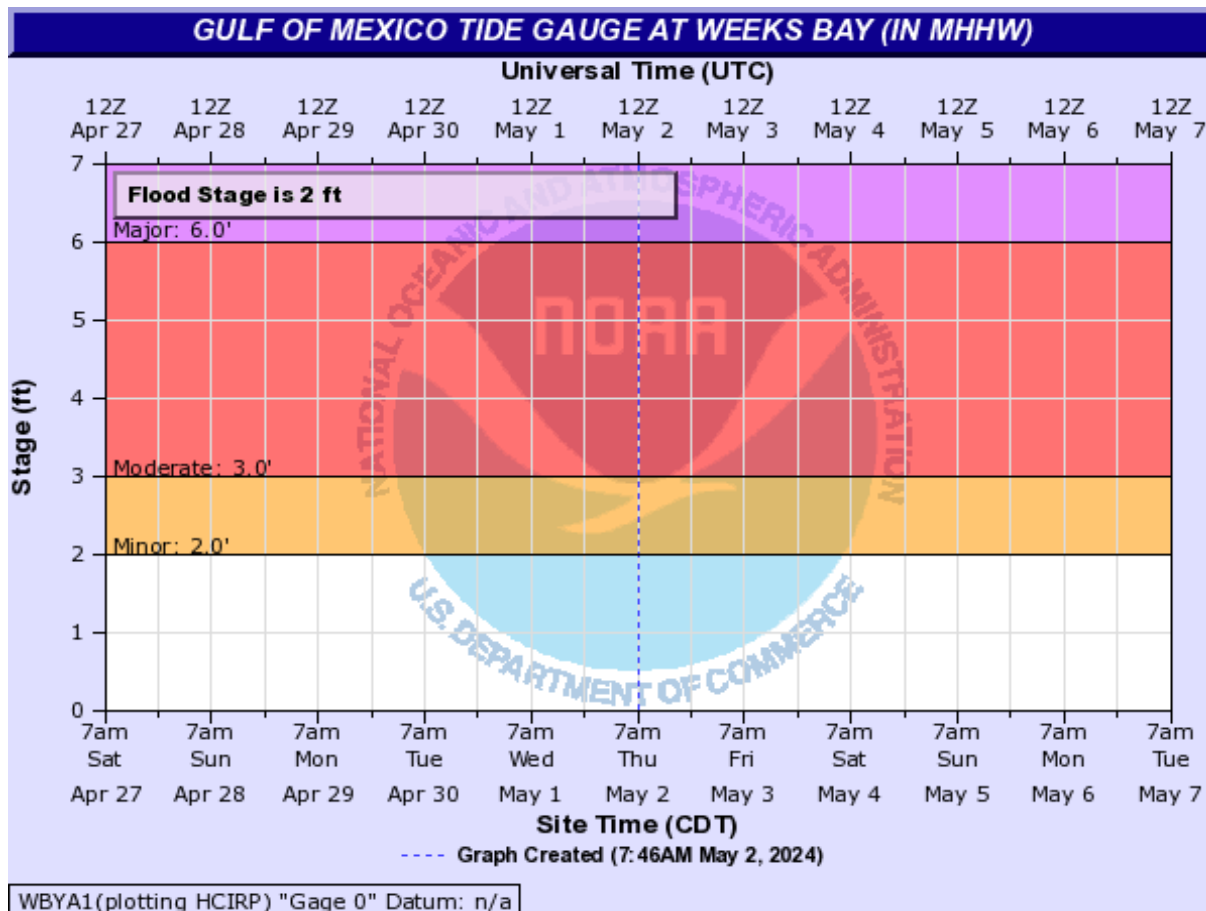 GULF OF MEXICO TIDE GAUGE AT WEEKS BAY (IN MHHW)
Universal Time (UTC)
12Z 12Z 12Z 12Z 12Z 12Z 12Z 12Z 12Z 12Z 12Z
Apr 27 Apr 28 Apr 29 Apr 30 May 1 May 2 May 3 May 4 May 5 May 6 May 7
7
Flood Stage is 2 ft
Major: 6.0'
6
5
4
Moderate: 3.0'
3
Minor: 2.0'
2
1
0
Stage (ft)
NATIONAL OCEANIC AND ATMOSPHERIC ADMINISTRATION
NOAA
U.S. DEPARTMENT OF COMMERCE
7am 7am 7am 7am 7am 7am 7am 7am 7am 7am 7am
Sat Sun Mon Tue Wed Thu Fri Sat Sun Mon Tue
Apr 27 Apr 28 Apr 29 Apr 30 May 1 May 2 May 3 May 4 May 5 May 6 May 7
Site Time (CDT)
Graph Created (7:46AM May 2, 2024)
WBYA1(plotting HCIRP) "Gage 0" Datum: n/a